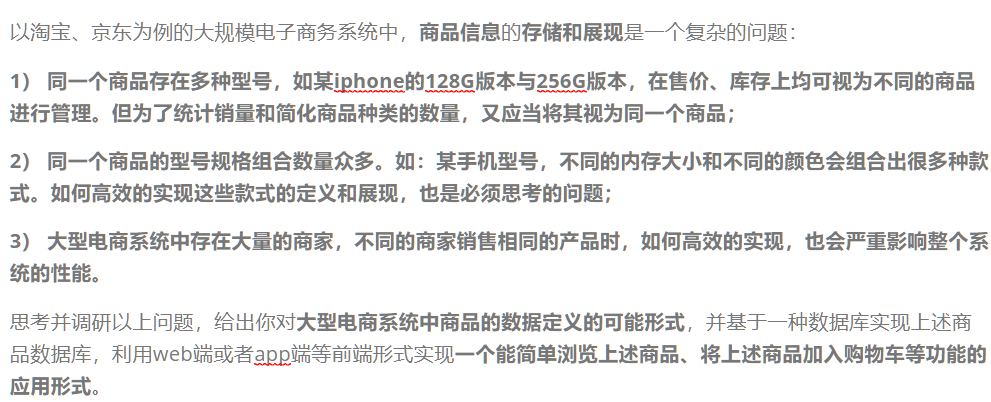 以淘宝、京东为例的大规模电子商务系统中，商品信息的存储和展现是一个复杂的问题：
1） 同一个商品存在多种型号，如某iphone的128G版本与256G版本，在售价、库存上均可视为不同的商品
进行管理。但为了统计销量和简化商品种类的数量，又应当将其视为同一个商品；
2） 同一个商品的型号规格组合数量众多。如：某手机型号，不同的内存大小和不同的颜色会组合出很多种款
式。如何高效的实现这些款式的定义和展现，也是必须思考的问题；
3） 大型电商系统中存在大量的商家，不同的商家销售相同的产品时，如何高效的实现，也会严重影响整个系
统的性能。
思考并调研以上问题，给出你对大型电商系统中商品的数据定义的可能形式，并基于一种数据库实现上述商
品数据库，利用web端或者app端等前端形式实现一个能简单浏览上述商品、将上述商品加入购物车等功能的
应用形式。